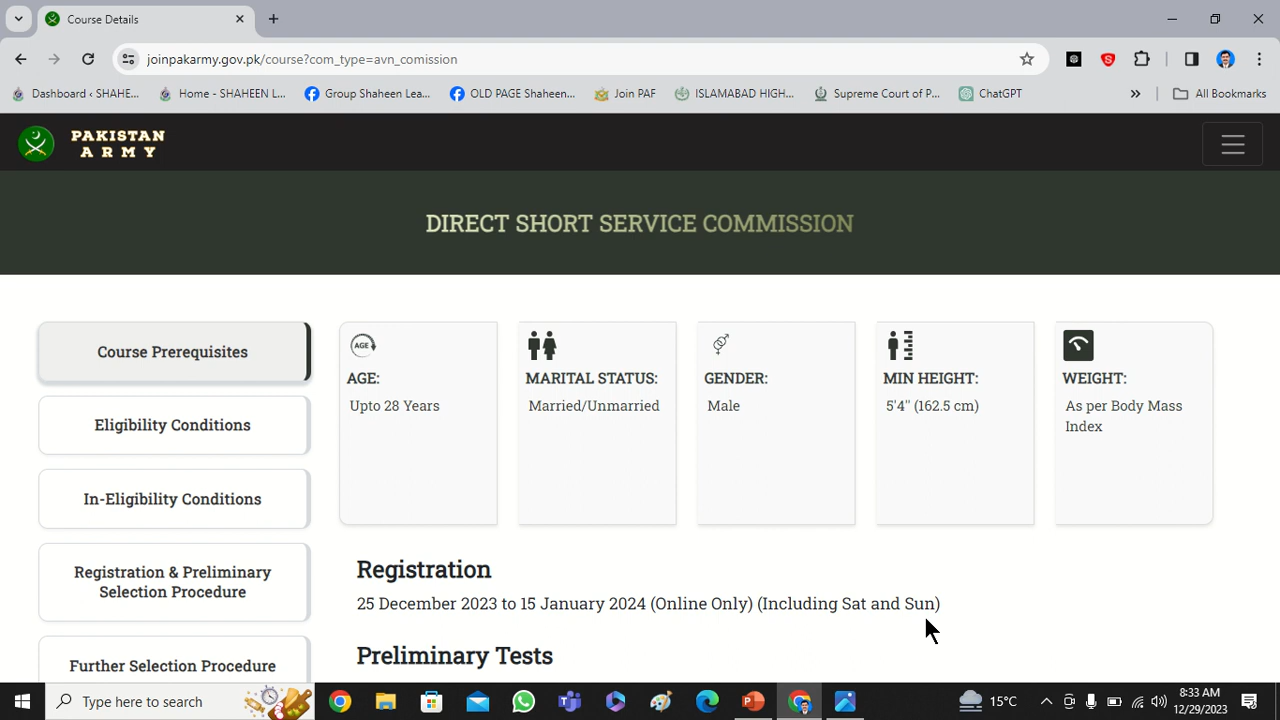 Course Details
joinpakarmy.gov.pk/course?com_type=avn_comission
Dashboard ‹ SHAHE...
Home - SHAHEEN L...
Group Shaheen Lea...
OLD PAGE Shaheen...
Join PAF
ISLAMABAD HIGH...
Supreme Court of P...
ChatGPT
All Bookmarks
PAKISTAN
ARMY
DIRECT SHORT SERVICE COMMISSION
Course Prerequisites
Eligibility Conditions
In-Eligibility Conditions
Registration & Preliminary
Selection Procedure
Further Selection Procedure
AGE
AGE:
Upto 28 Years
MARITAL STATUS:
Married/Unmarried
GENDER:
Male
MIN HEIGHT:
5'4" (162.5 cm)
WEIGHT:
As per Body Mass
Index
Registration
25 December 2023 to 15 January 2024 (Online Only) (Including Sat and Sun)
Preliminary Tests
Type here to search
15°C
8:33 AM
12/29/2023